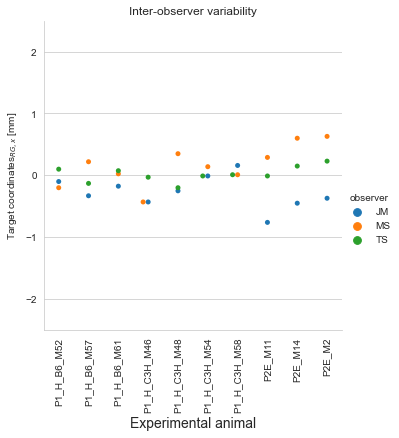 Inter-observer variability
Target coordinates_RG, x [mm]
2
1
0
−1
−2
P1_H_B6_M52
P1_H_B6_M57
P1_H_B6_M61
P1_H_C3H_M46
P1_H_C3H_M48
P1_H_C3H_M54
P1_H_C3H_M58
P2E_M11
P2E_M14
P2E_M2
Experimental animal
observer
JM
MS
TS